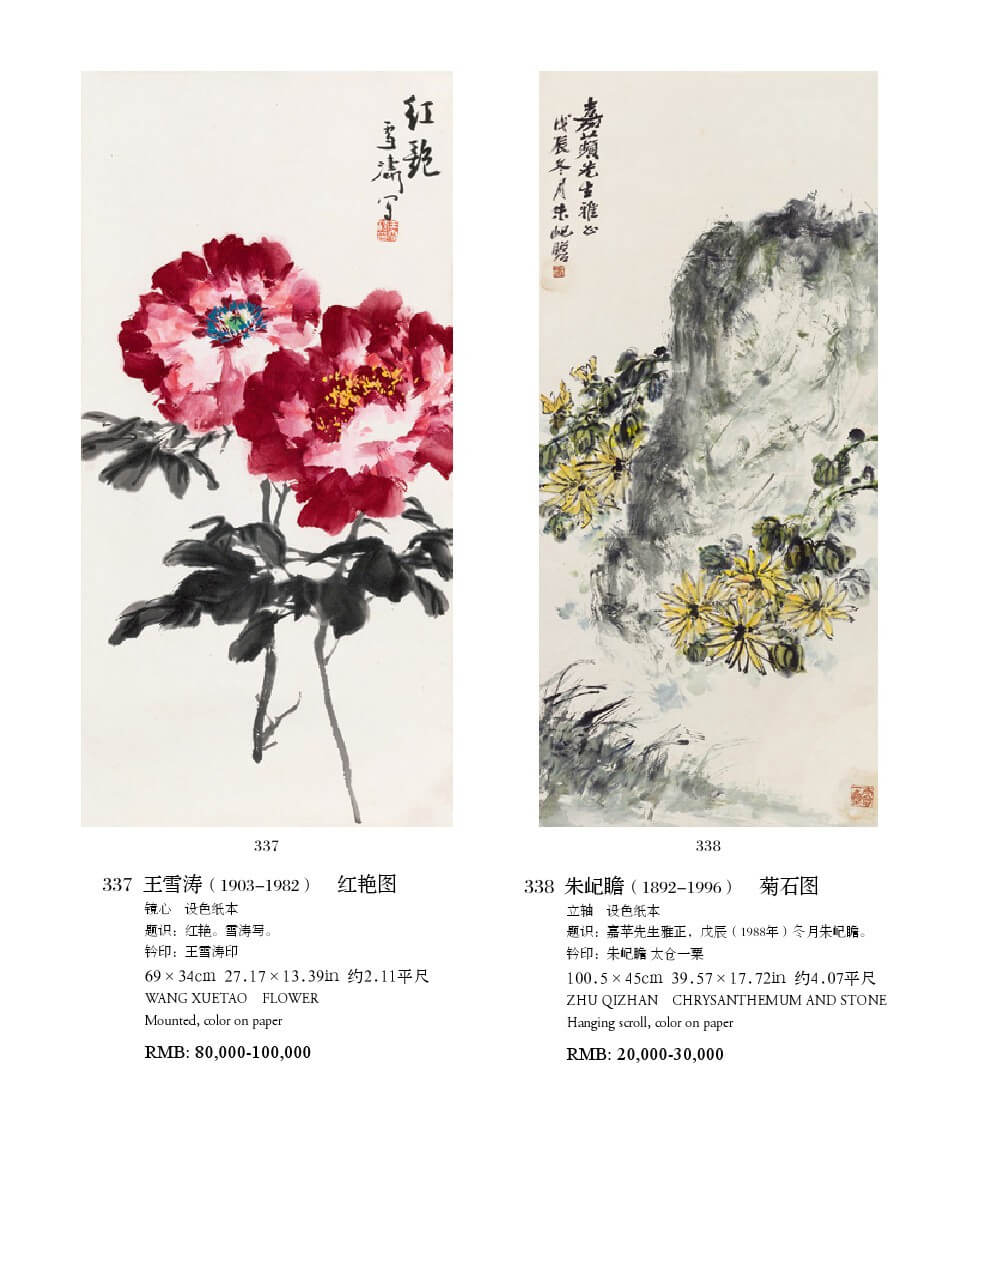 红艳
雪涛写
嘉蘋先生雅正
戊辰冬月朱屺瞻
337
337 王雪涛（1903–1982） 红艳图
镜心 设色纸本
题识：红艳。雪涛写。
钤印：王雪涛印
69×34cm 27.17×13.39in 约2.11平尺
WANG XUETAO FLOWER
Mounted, color on paper
RMB: 80,000-100,000
338
338 朱屺瞻（1892–1996） 菊石图
立轴 设色纸本
题识：嘉苹先生雅正，戊辰（1988年）冬月朱屺瞻。
钤印：朱屺瞻 太仓一粟
100.5×45cm 39.57×17.72in 约4.07平尺
ZHU QIZHAN CHRYSANTHEMUM AND STONE
Hanging scroll, color on paper
RMB: 20,000-30,000